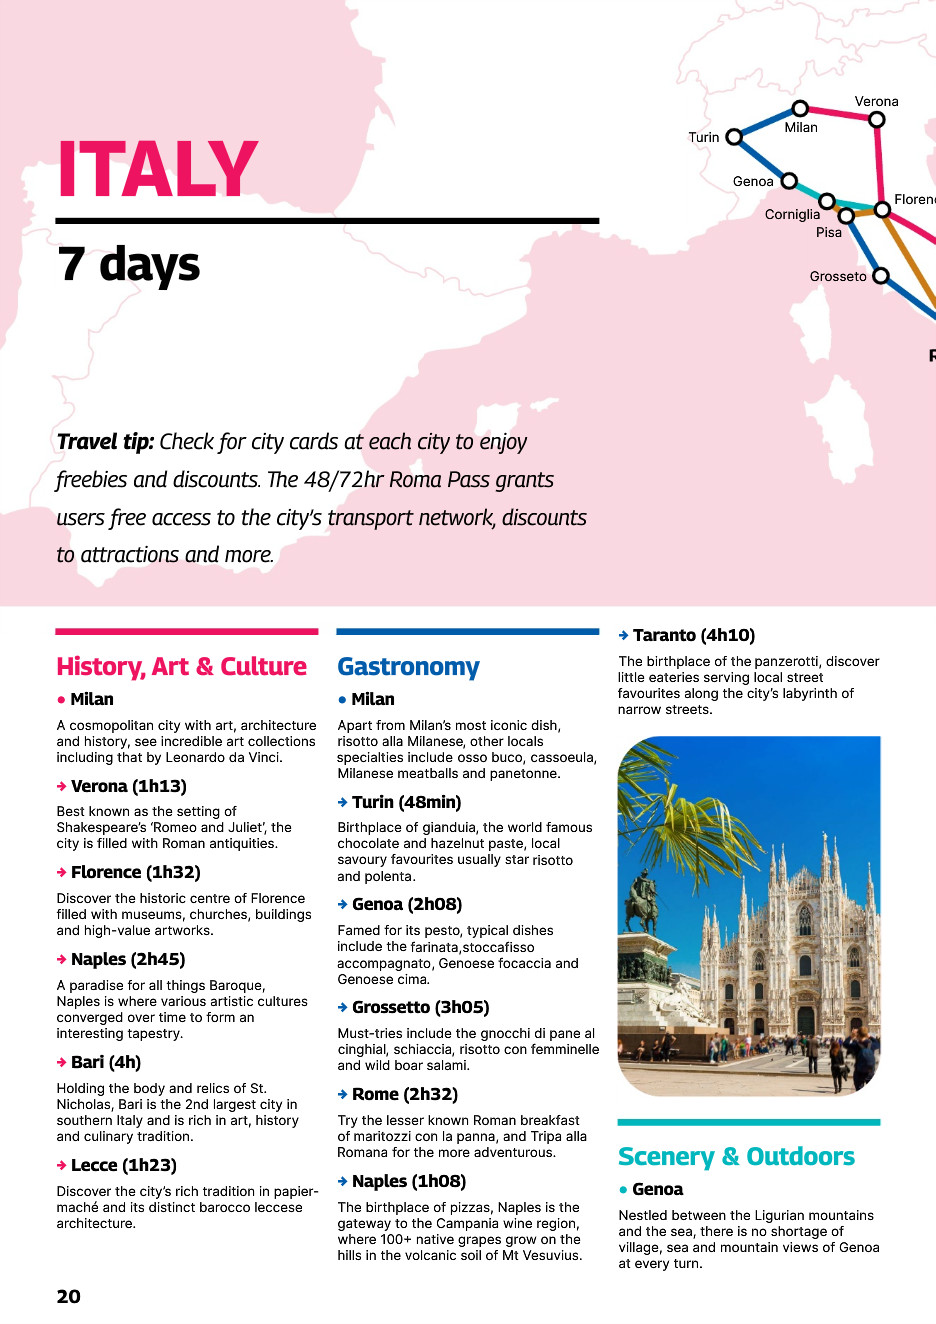 ITALY
7 days
Verona
Milan
Turin
Genoa
Corniglia
Pisa
Grosseto
Travel tip: Check for city cards at each city to enjoy
freebies and discounts. The 48/72hr Roma Pass grants
users free access to the city's transport network, discounts
to attractions and more.
History, Art & Culture
• Milan
A cosmopolitan city with art, architecture
and history, see incredible art collections
including that by Leonardo da Vinci.
→ Verona (1h13)
Best known as the setting of
Shakespeare's 'Romeo and Juliet', the
city is filled with Roman antiquities.
→ Florence (1h32)
Discover the historic centre of Florence
filled with museums, churches, buildings
and high-value artworks.
→ Naples (2h45)
A paradise for all things Baroque,
Naples is where various artistic cultures
converged over time to form an
interesting tapestry.
→ Bari (4h)
Holding the body and relics of St.
Nicholas, Bari is the 2nd largest city in
southern Italy and is rich in art, history
and culinary tradition.
→ Lecce (1h23)
Discover the city's rich tradition in papier-
maché and its distinct barocco leccese
architecture.
Gastronomy
• Milan
Apart from Milan's most iconic dish,
risotto alla Milanese, other locals
specialties include osso buco, cassoeula,
Milanese meatballs and panetonne.
→ Turin (48min)
Birthplace of gianduia, the world famous
chocolate and hazelnut paste, local
savoury favourites usually star risotto
and polenta.
→ Genoa (2h08)
Famed for its pesto, typical dishes
include the farinata,stoccafisso
accompagnato, Genoese focaccia and
Genoese cima.
→ Grossetto (3h05)
Must-tries include the gnocchi di pane al
cinghial, schiaccia, risotto con femminelle
and wild boar salami.
→ Rome (2h32)
Try the lesser known Roman breakfast
of maritozzi con la panna, and Tripa alla
Romana for the more adventurous.
→ Naples (1h08)
The birthplace of pizzas, Naples is the
gateway to the Campania wine region,
where 100+ native grapes grow on the
hills in the volcanic soil of Mt Vesuvius.
→ Taranto (4h10)
The birthplace of the panzerotti, discover
little eateries serving local street
favourites along the city's labyrinth of
narrow streets.
Scenery & Outdoors
• Genoa
Nestled between the Ligurian mountains
and the sea, there is no shortage of
village, sea and mountain views of Genoa
at every turn.
20